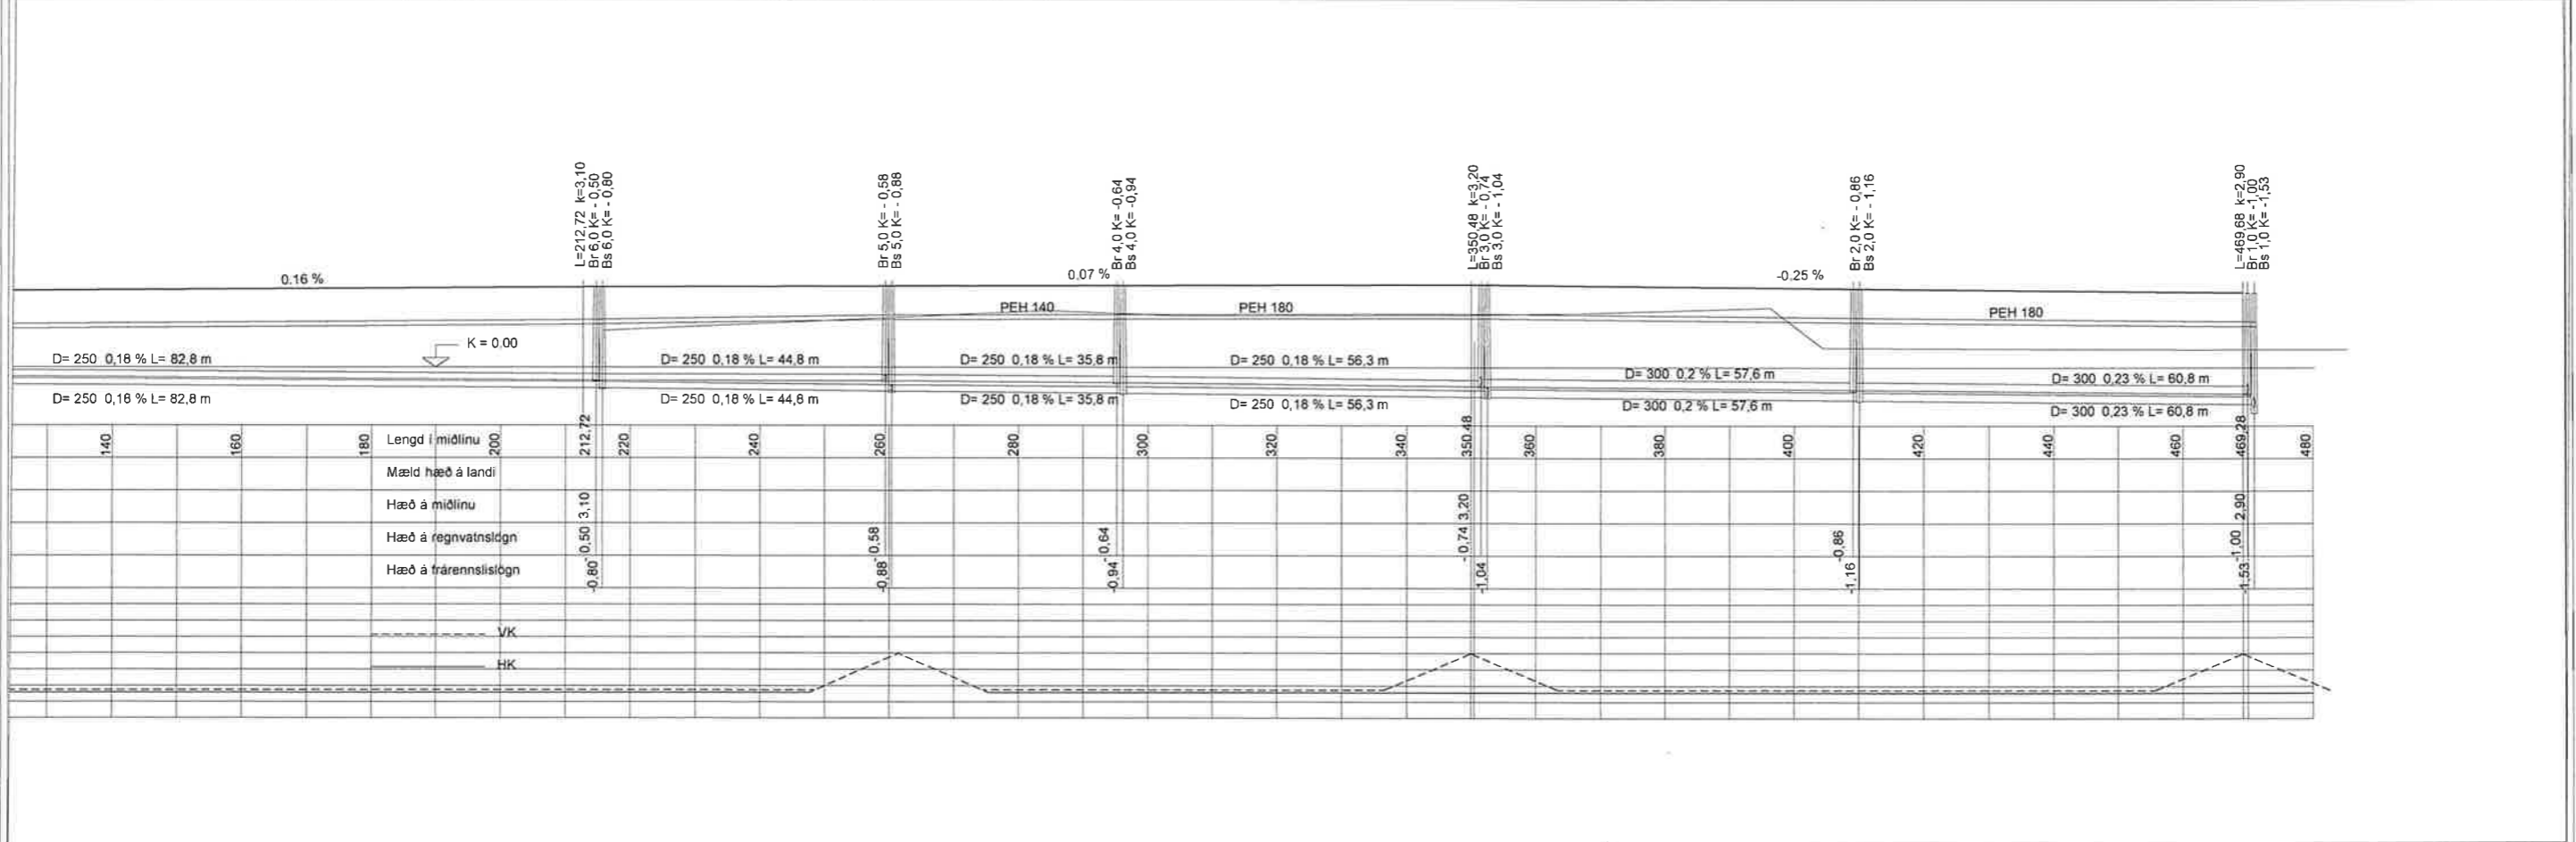 L=212,72 k=3,10
Br 6,0 K= - 0,50
Bs 6,0 K= - 0,80
Br 5,0 K= - 0,58
Bs 5,0 K= - 0,88
Br 4,0 K= -0,64
Bs 4,0 K= -0,94
L=350,48 k=3,20
Br 3,0 K= - 0,74
Bs 3,0 K= - 1,04
Br 2,0 K= - 0,86
Bs 2,0 K= - 1,16
L=469,68 k=2,90
Br 1,0 K= -1,00
Bs 1,0 K= -1,53
0.16 %
0,07 %
-0.25 %
PEH 140
PEH 180
PEH 180
K = 0.00
D= 250 0,18 % L= 82,8 m
D= 250 0,18 % L= 44,8 m
D= 250 0,18 % L= 35,8 m
D= 250 0,18 % L= 56,3 m
D= 300 0,2 % L= 57,6 m
D= 300 0,23 % L= 60,8 m
D= 250 0,18 % L= 82,8 m
D= 250 0,18 % L= 44,8 m
D= 250 0,18 % L= 35,8 m
D= 250 0,18 % L= 56,3 m
D= 300 0,2 % L= 57,6 m
D= 300 0,23 % L= 60,8 m
140 160 180 Lengd í miðlínu 200 212,72 220 240 260 280 300 320 340 350,48 360 380 400 420 440 460 469,28 480
Mæld hæð á landi
Hæð á miðlínu 3,10 3,20 2,90
Hæð á regnvatnslögn - 0,50 - 0,58 - 0,64 - 0,74 -0,86 -1,00
Hæð á frárennslislögn -0,80 -0,88 -0,94 -1,04 -1,16 -1,53
VK
HK